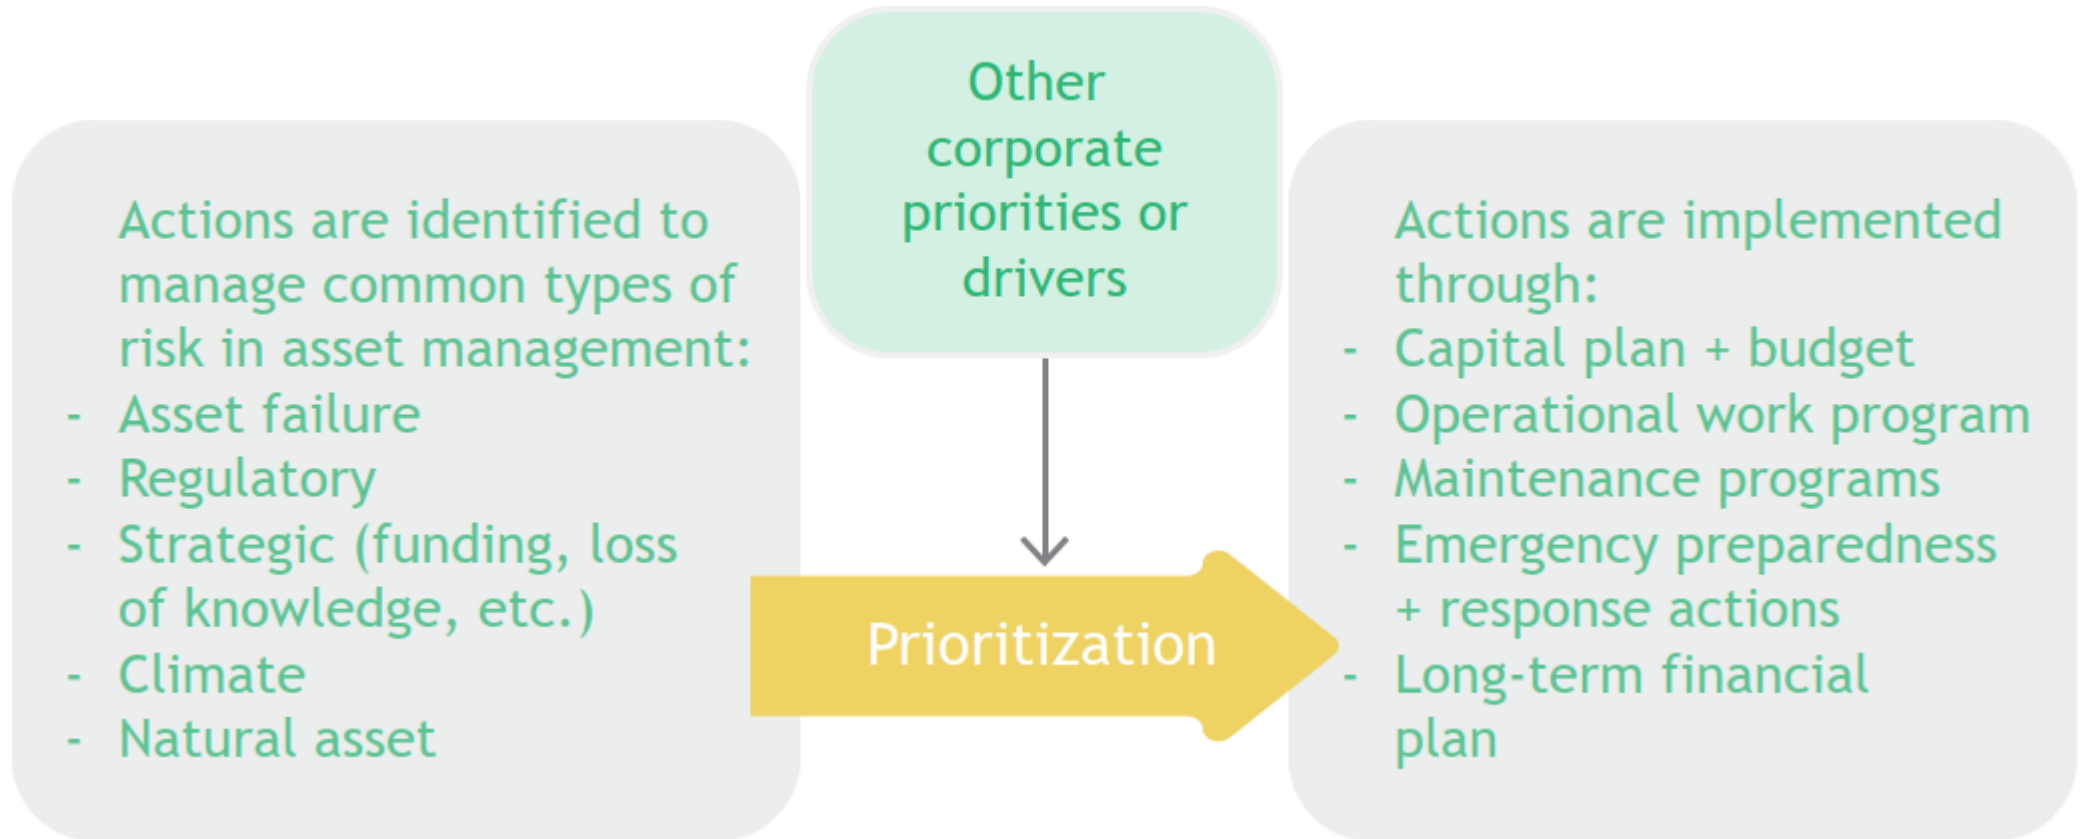 Other
corporate
priorities or
drivers
Actions are identified to
manage common types of
risk in asset management:
- Asset failure
- Regulatory
- Strategic (funding, loss
of knowledge, etc.)
- Climate
- Natural asset
Prioritization
Actions are implemented
through:
- Capital plan + budget
- Operational work program
- Maintenance programs
- Emergency preparedness
+ response actions
- Long-term financial
plan